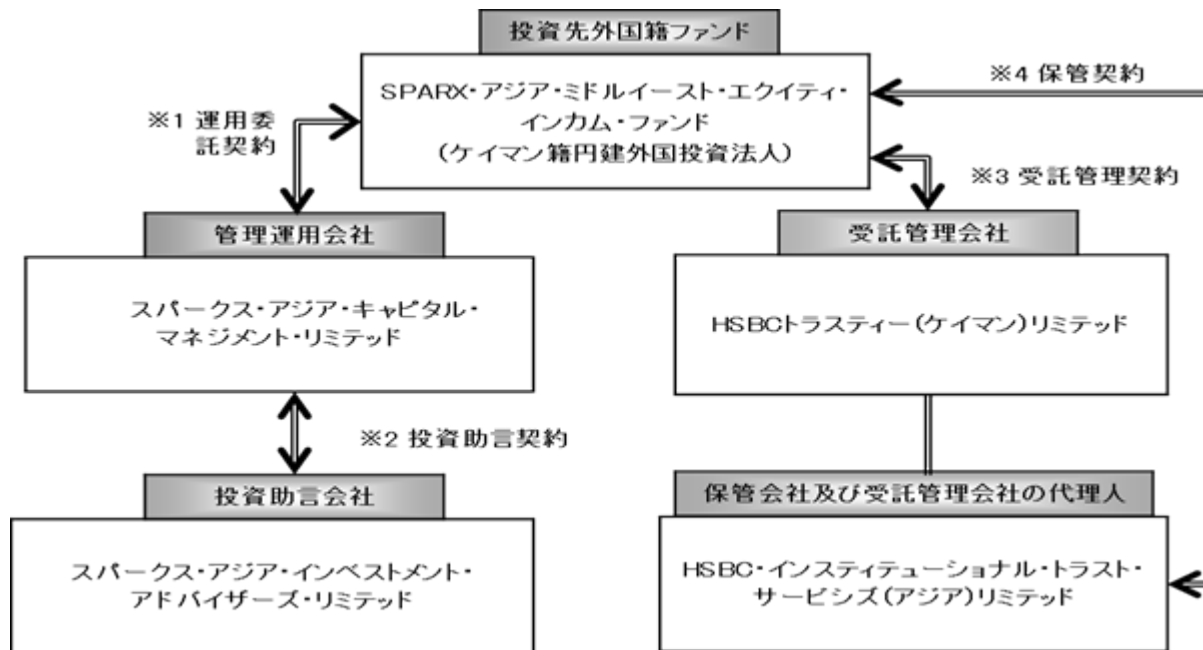 投資先外国籍ファンド
SPARX・アジア・ミドルイースト・エクイティ・
インカム・ファンド
(ケイマン籍円建外国投資法人)
※4 保管契約
※1 運用委
託契約
※3 受託管理契約
管理運用会社
スパークス・アジア・キャピタル・
マネジメント・リミテッド
受託管理会社
HSBCトラスティー(ケイマン)リミテッド
※2 投資助言契約
投資助言会社
スパークス・アジア・インベストメント・
アドバイザーズ・リミテッド
保管会社及び受託管理会社の代理人
HSBC・インスティテューショナル・トラスト・
サービシズ(アジア)リミテッド